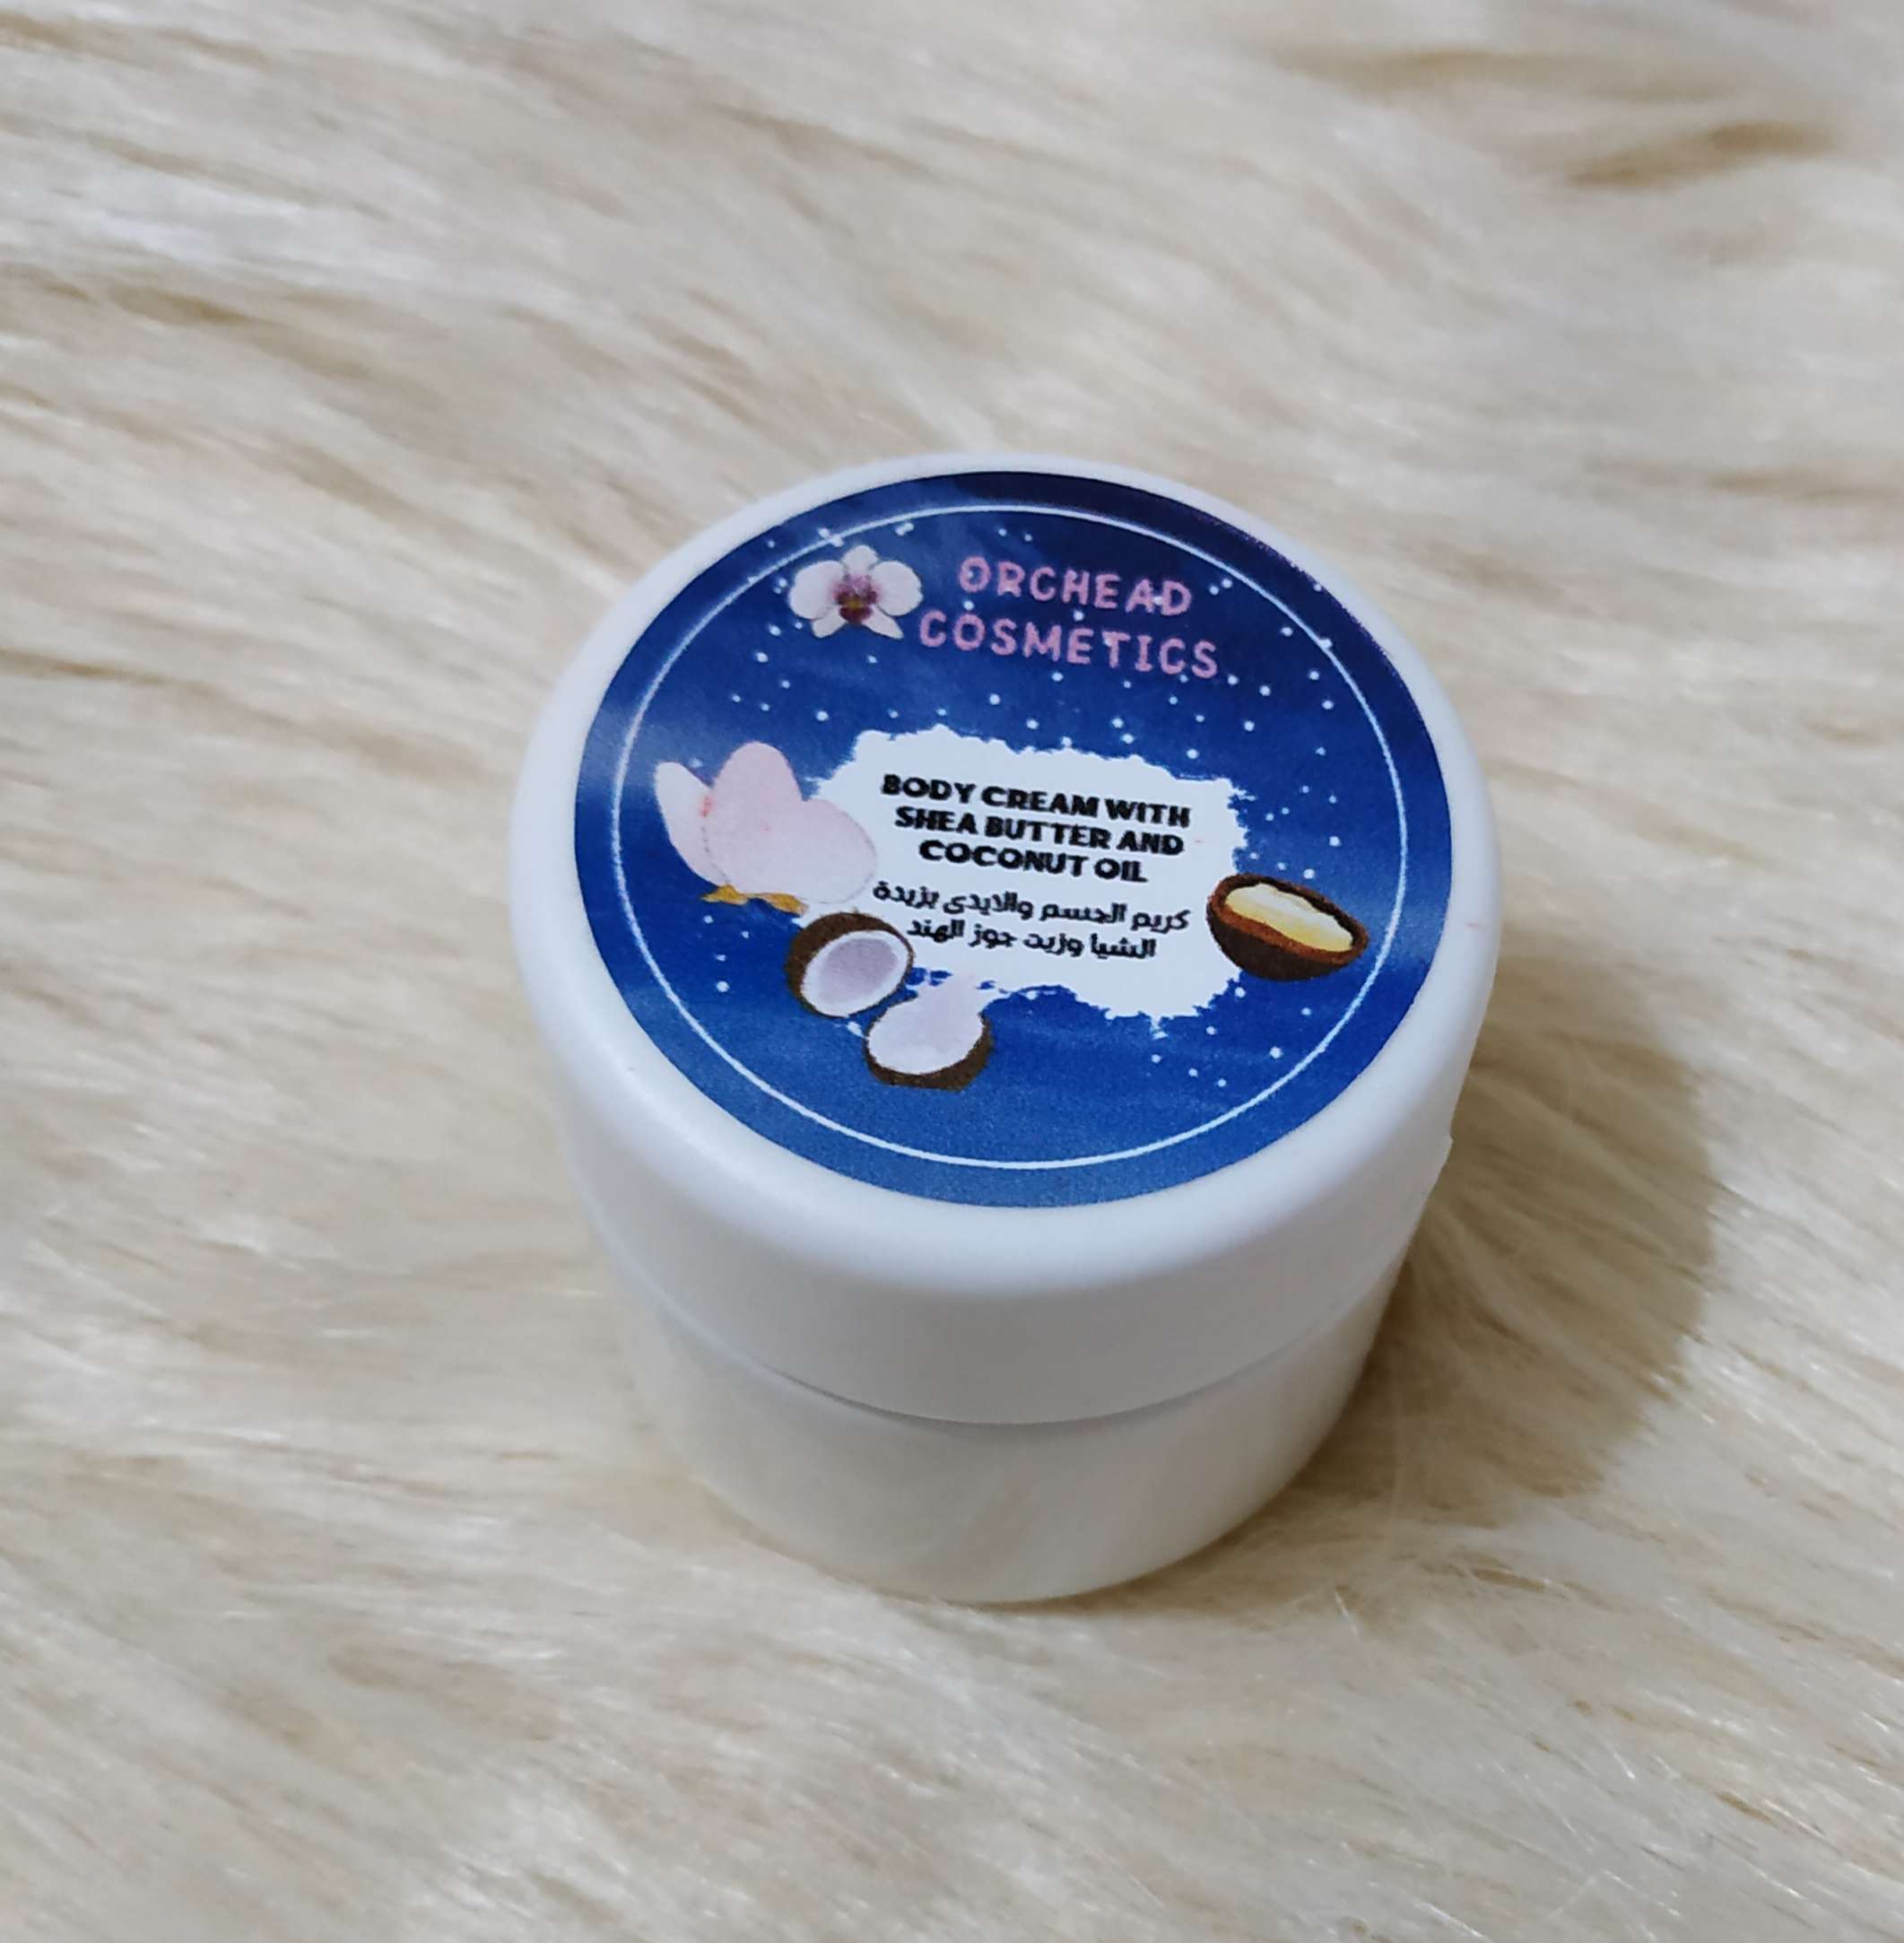 ORCHEAD
COSMETICS
BODY CREAM WITH
SHEA BUTTER AND
COCONUT OIL
كريم الجسم والايدى بزبدة
الشيا وزيت جوز الهند